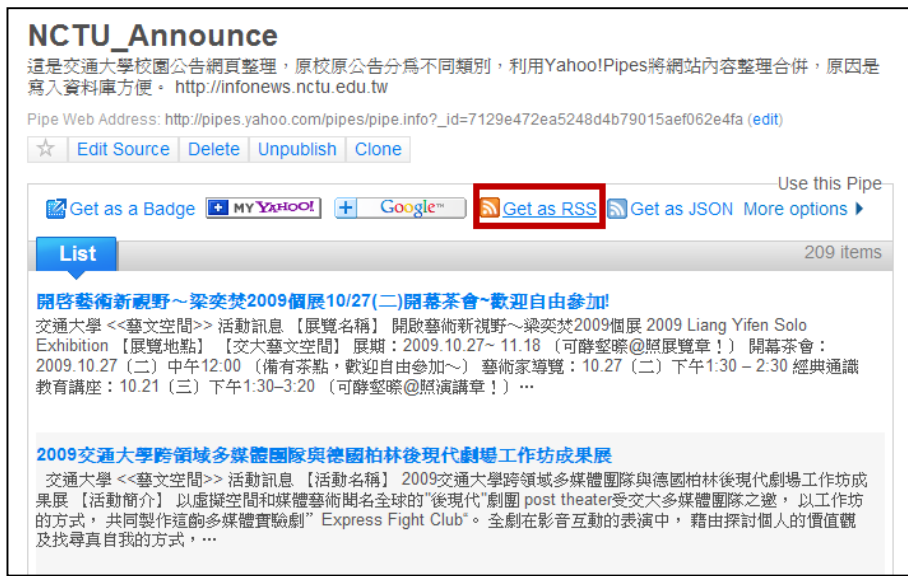 NCTU_Announce
這是交通大學校園公告網頁整理，原校原公告分為不同類別，利用Yahoo!Pipes將網站內容整理合併，原因是
寫入資料庫方便。 http://infonews.nctu.edu.tw
Pipe Web Address: http://pipes.yahoo.com/pipes/pipe.info?_id=7129e472ea5248d4b79015aef062e4fa (edit)
Edit Source Delete Unpublish Clone
Use this Pipe
Get as a Badge MY YAHOO! Google™ Get as RSS Get as JSON More options
List 209 items
開啓藝術新視野～梁奕焚2009個展10/27(二)開幕茶會~歡迎自由參加!
交通大學 <<藝文空間>> 活動訊息 【展覽名稱】 開啟藝術新視野～梁奕焚2009個展 2009 Liang Yifen Solo
Exhibition 【展覽地點】 【交大藝文空間】 展期：2009.10.27~ 11.18 （可酵壑暩@照展覽章！） 開幕茶會：
2009.10.27（二）中午12:00 （備有茶點，歡迎自由參加～） 藝術家導覽：10.27（二）下午1:30 – 2:30 經典通識
教育講座：10.21（三）下午1:30–3:20 （可酵壑暩@照演講章！）…
2009交通大學跨領域多媒體團隊與德國柏林後現代劇場工作坊成果展
交通大學 <<藝文空間>> 活動訊息 【活動名稱】 2009交通大學跨領域多媒體團隊與德國柏林後現代劇場工作坊成
果展 【活動簡介】 以虛擬空間和媒體藝術聞名全球的"後現代"劇團 post theater受交大多媒體團隊之邀， 以工作坊
的方式， 共同製作這齣多媒體實驗劇” Express Fight Club“。 全劇在影音互動的表演中， 藉由探討個人的價值觀
及找尋真自我的方式，…